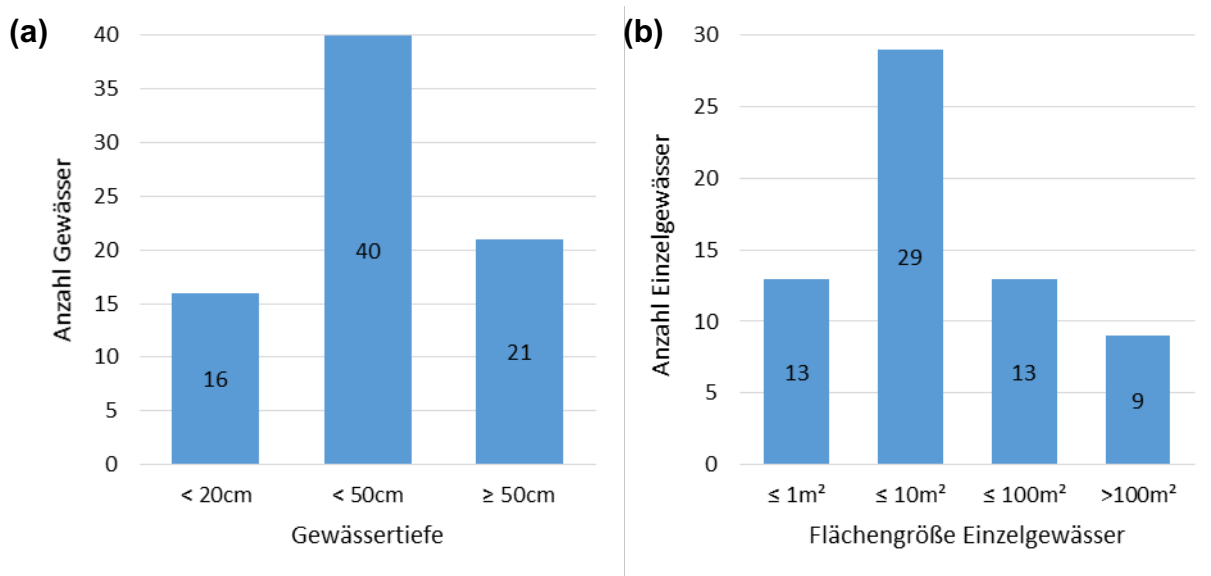 (a)
Anzahl Gewässer
40
35
30
25
20
15
10
5
0
16
40
21
< 20cm < 50cm ≥ 50cm
Gewässertiefe
(b)
Anzahl Einzelgewässer
30
25
20
15
10
5
0
13
29
13
9
≤ 1m² ≤ 10m² ≤ 100m² >100m²
Flächengröße Einzelgewässer